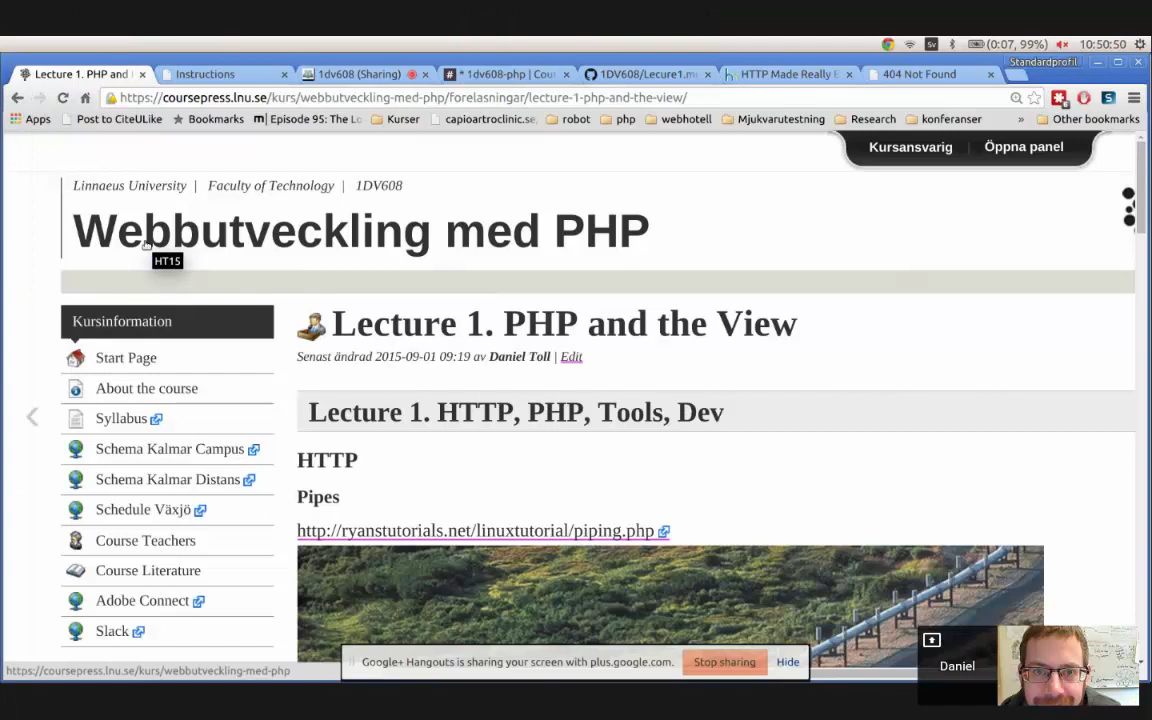 Sv (0:07, 99%) 10:50:50
Lecture 1. PHP and Instructions 1dv608 (Sharing) * 1dv608-php | Cou 1DV608/Lecure1.m HTTP Made Really E 404 Not Found Standardprofil
https://coursepress.lnu.se/kurs/webbutveckling-med-php/forelasningar/lecture-1-php-and-the-view/
Apps Post to CiteULike Bookmarks Episode 95: The Lo Kurser capioartroclinic.se, robot php webhotell Mjukvarutestning Research konferanser » Other bookmarks
Kursansvarig | Öppna panel
Linnaeus University | Faculty of Technology | 1DV608
Webbutveckling med PHP
HT15
Kursinformation
Start Page
About the course
Syllabus
Schema Kalmar Campus
Schema Kalmar Distans
Schedule Växjö
Course Teachers
Course Literature
Adobe Connect
Slack
Lecture 1. PHP and the View
Senast ändrad 2015-09-01 09:19 av Daniel Toll | Edit
Lecture 1. HTTP, PHP, Tools, Dev
HTTP
Pipes
http://ryanstutorials.net/linuxtutorial/piping.php
https://coursepress.lnu.se/kurs/webbutveckling-med-php
Google+ Hangouts is sharing your screen with plus.google.com. Stop sharing Hide
Daniel